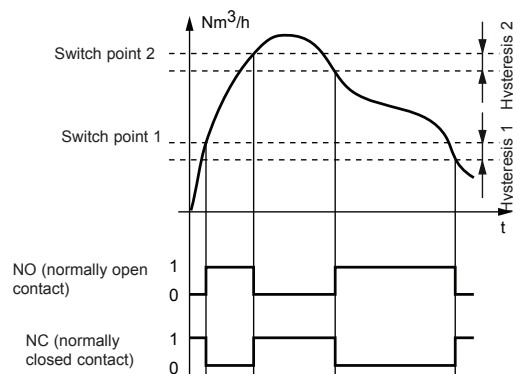 Nm³/h
Switch point 2
Hysteresis 2
Switch point 1
Hysteresis 1
t
NO (normally open
contact)
1
0
NC (normally
closed contact)
1
0